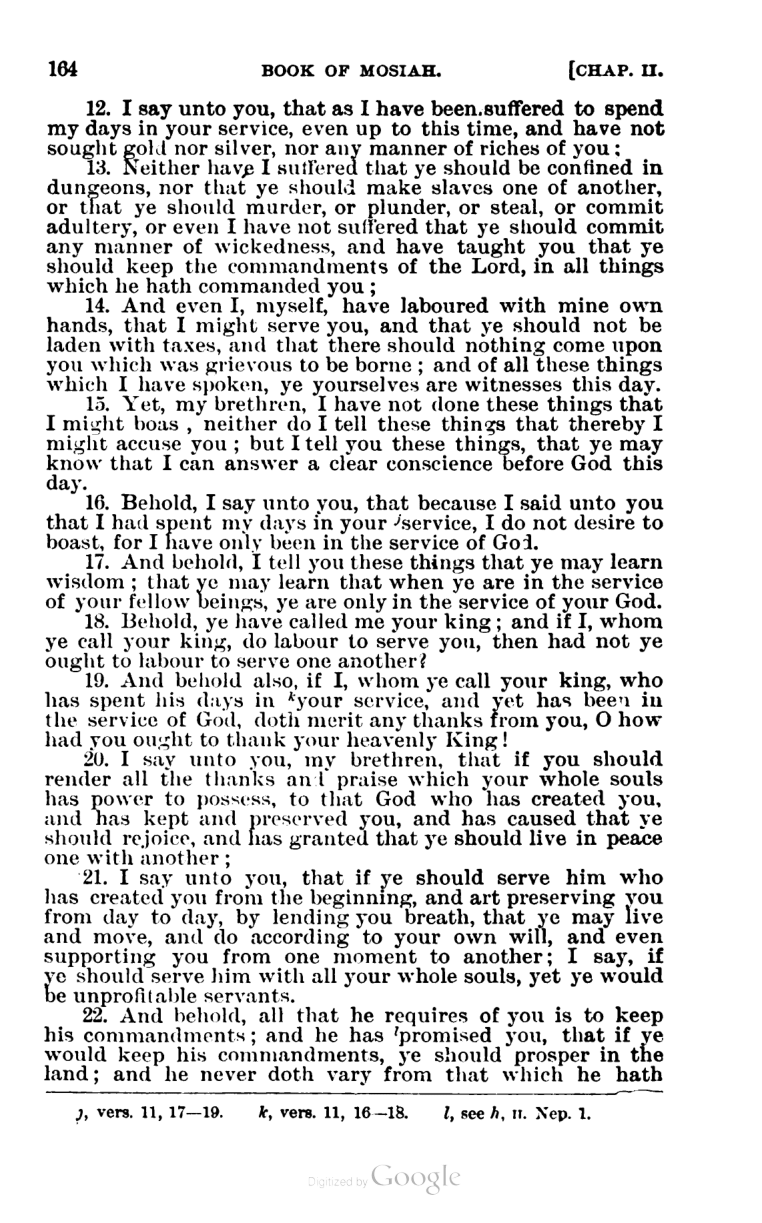 164 BOOK OF MOSIAH. [CHAP. II.
12. I say unto you, that as I have been.suffered to spend
my days in your service, even up to this time, and have not
sought gold nor silver, nor any manner of riches of you ;
13. Neither have I suffered that ye should be confined in
dungeons, nor that ye should make slaves one of another,
or that ye should murder, or plunder, or steal, or commit
adultery, or even I have not suffered that ye should commit
any manner of wickedness, and have taught you that ye
should keep the commandments of the Lord, in all things
which he hath commanded you ;
14. And even I, myself, have laboured with mine own
hands, that I might serve you, and that ye should not be
laden with taxes, and that there should nothing come upon
you which was grievous to be borne ; and of all these things
which I have spoken, ye yourselves are witnesses this day.
15. Yet, my brethren, I have not done these things that
I might boas , neither do I tell these things that thereby I
might accuse you ; but I tell you these things, that ye may
know that I can answer a clear conscience before God this
day.
16. Behold, I say unto you, that because I said unto you
that I had spent my days in your j service, I do not desire to
boast, for I have only been in the service of God.
17. And behold, I tell you these things that ye may learn
wisdom ; that ye may learn that when ye are in the service
of your fellow beings, ye are only in the service of your God.
18. Behold, ye have called me your king ; and if I, whom
ye call your king, do labour to serve you, then had not ye
ought to labour to serve one another?
19. And behold also, if I, whom ye call your king, who
has spent his days in k your service, and yet has been in
the service of God, doth merit any thanks from you, O how
had you ought to thank your heavenly King !
20. I say unto you, my brethren, that if you should
render all the thanks and praise which your whole souls
has power to possess, to that God who has created you,
and has kept and preserved you, and has caused that ye
should rejoice, and has granted that ye should live in peace
one with another ;
21. I say unto you, that if ye should serve him who
has created you from the beginning, and art preserving you
from day to day, by lending you breath, that ye may live
and move, and do according to your own will, and even
supporting you from one moment to another ; I say, if
ye should serve him with all your whole souls, yet ye would
be unprofitable servants.
22. And behold, all that he requires of you is to keep
his commandments ; and he has l promised you, that if ye
would keep his commandments, ye should prosper in the
land ; and he never doth vary from that which he hath
j, vers. 11, 17—19. k, vers. 11, 16—18. l, see h, II. Nep. 1.
Digitized by Google